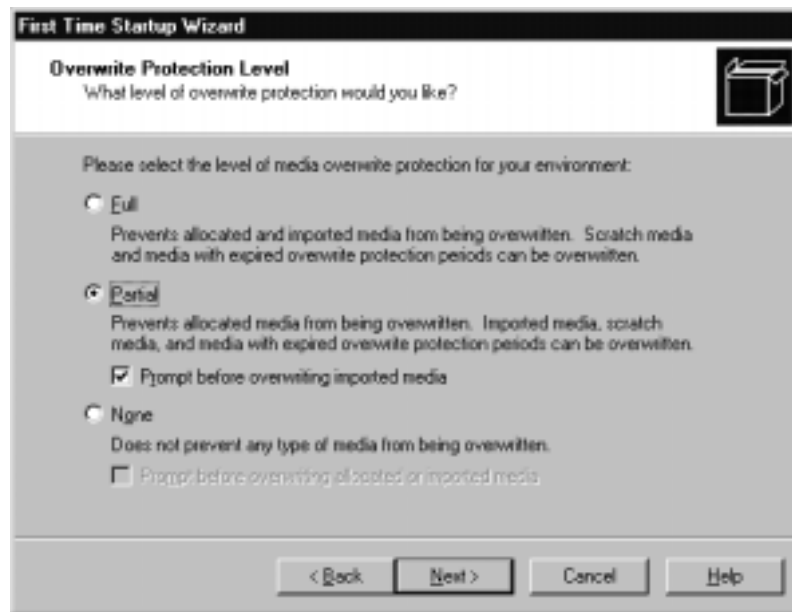 First Time Startup Wizard
Overwrite Protection Level
What level of overwrite protection would you like?
Please select the level of media overwrite protection for your environment:
Full
Prevents allocated and imported media from being overwritten. Scratch media
and media with expired overwrite protection periods can be overwritten.
Partial
Prevents allocated media from being overwritten. Imported media, scratch
media, and media with expired overwrite protection periods can be overwritten.
Prompt before overwriting imported media
None
Does not prevent any type of media from being overwritten.
Prompt before overwriting allocated or imported media
< Back
Next >
Cancel
Help